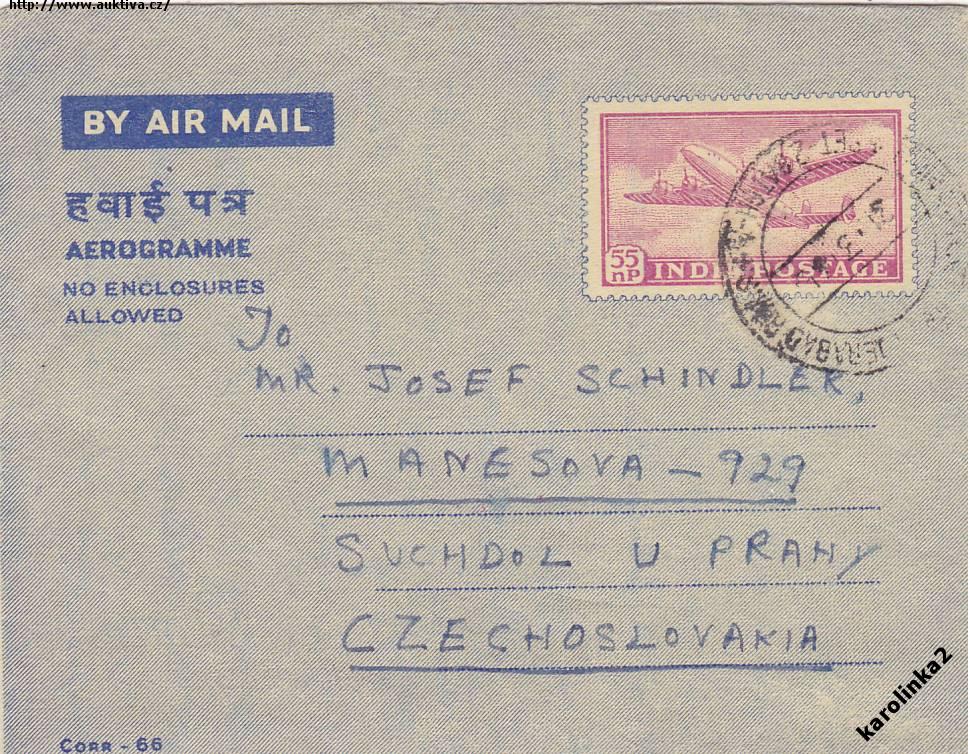 http://www.auktiva.cz/
BY AIR MAIL
हवाई पत्र
AEROGRAMME
NO ENCLOSURES
ALLOWED
55
nP
INDIA POSTAGE
To
MR. JOSEF SCHINDLER,
MANESOVA - 929
SUCHDOL U PRAHY
CZECHOSLOVAKIA
CORR - 66
karolinka2